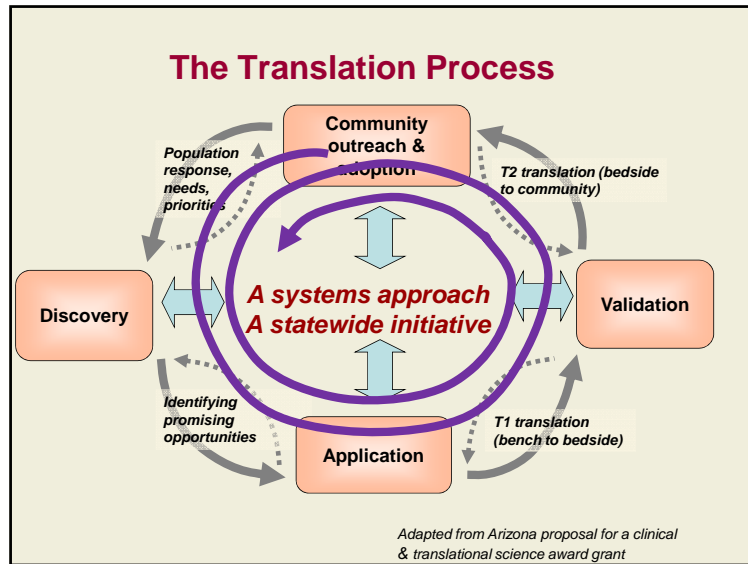 The Translation Process
Community
outreach &
adoption
Population
response,
needs,
priorities
T2 translation (bedside
to community)
Discovery
A systems approach
A statewide initiative
Validation
Identifying
promising
opportunities
Application
T1 translation
(bench to bedside)
Adapted from Arizona proposal for a clinical
& translational science award grant